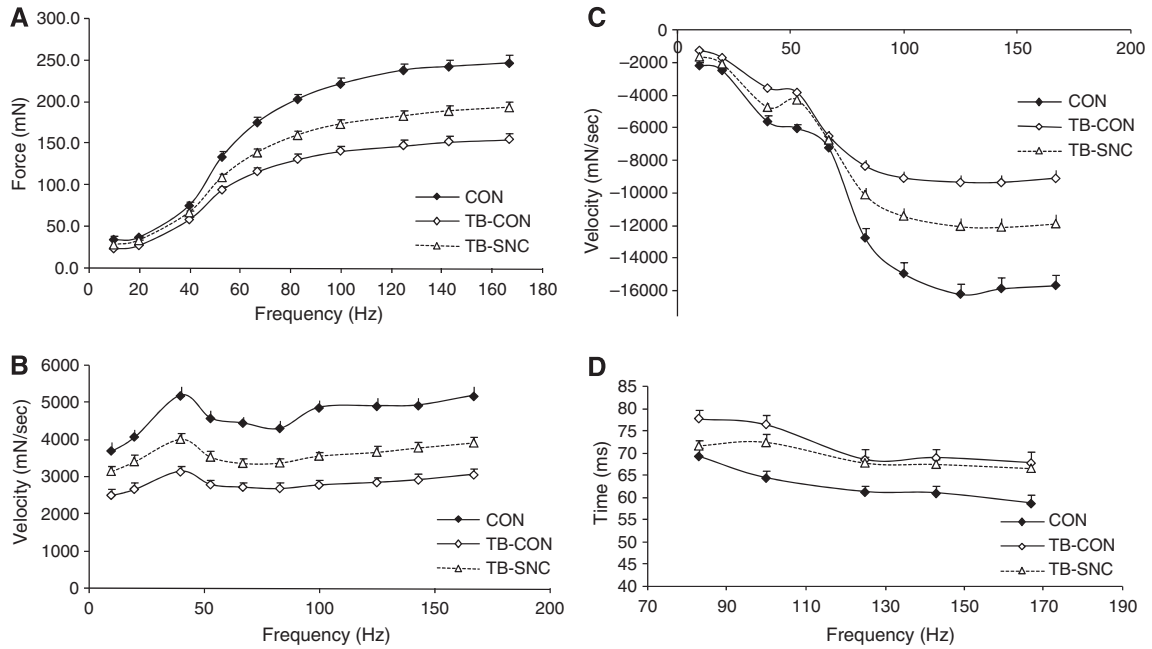 A
300.0
250.0
200.0
150.0
100.0
50.0
0.0
Force (mN)
0 20 40 60 80 100 120 140 160 180
Frequency (Hz)
CON
TB-CON
TB-SNC
C
0
−2000
−4000
−6000
−8000
−10000
−12000
−14000
−16000
Velocity (mN/sec)
0 50 100 150 200
CON
TB-CON
TB-SNC
B
6000
5000
4000
3000
2000
1000
0
Velocity (mN/sec)
0 50 100 150 200
Frequency (Hz)
CON
TB-CON
TB-SNC
D
85
80
75
70
65
60
55
50
45
40
Time (ms)
70 90 110 130 150 170 190
Frequency (Hz)
CON
TB-CON
TB-SNC